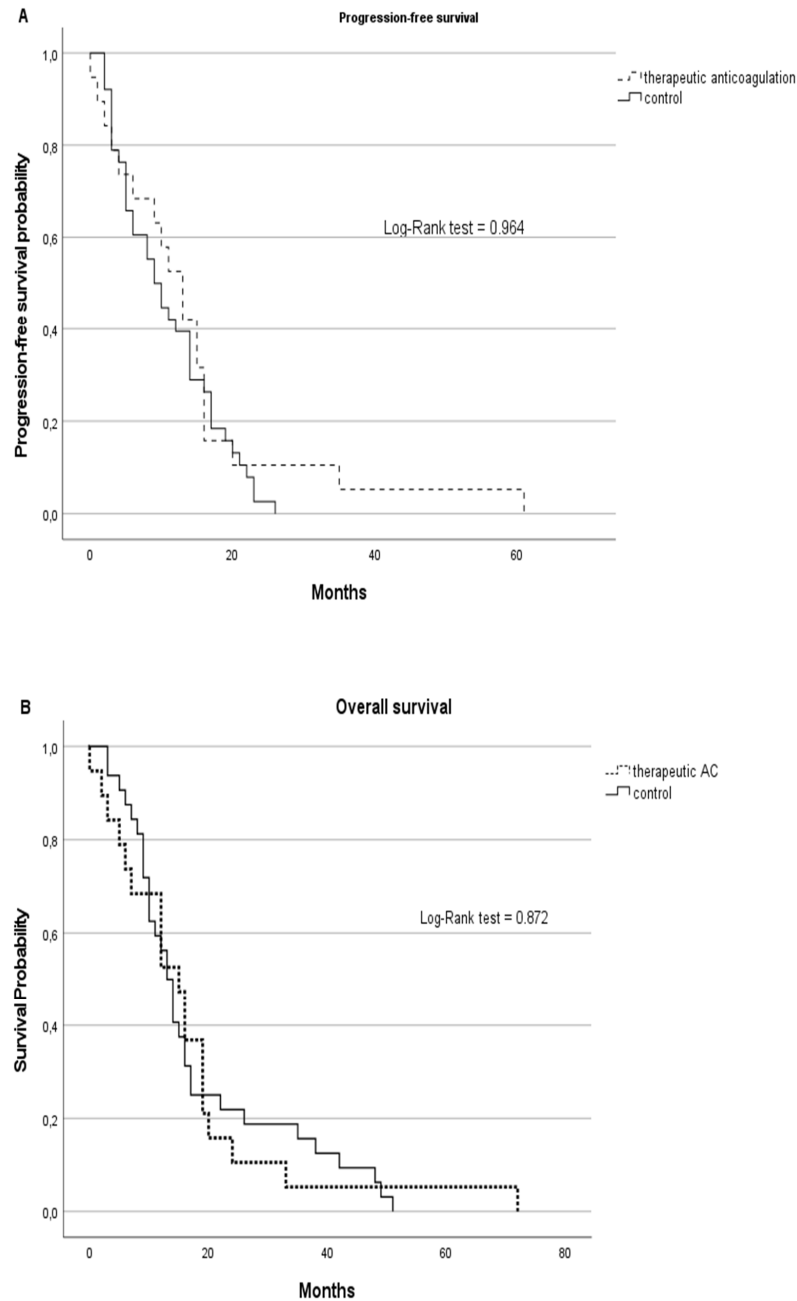 A
Progression-free survival
1,0
0,8
0,6
0,4
0,2
0,0
Progression-free survival probability
therapeutic anticoagulation
control
Log-Rank test = 0.964
0 20 40 60
Months
B
Overall survival
1,0
0,8
0,6
0,4
0,2
0,0
Survival Probability
therapeutic AC
control
Log-Rank test = 0.872
0 20 40 60 80
Months